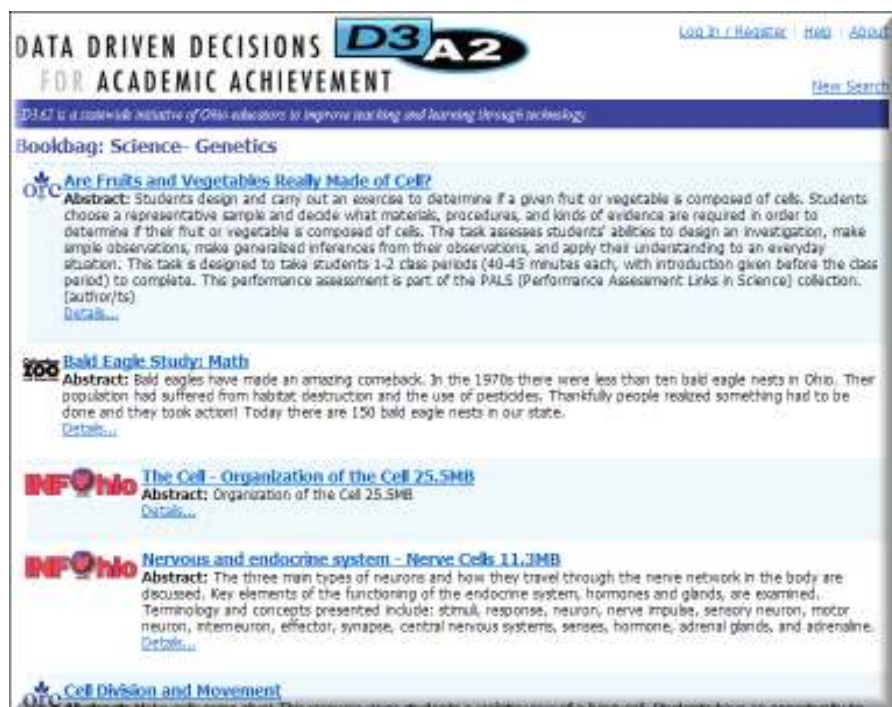 DATA DRIVEN DECISIONS D3 A2
FOR ACADEMIC ACHIEVEMENT
Log In / Register | Help | About
New Search
D3A2 is a statewide initiative of Ohio educators to improve teaching and learning through technology.
Bookbag: Science- Genetics
orc Are Fruits and Vegetables Really Made of Cell?
Abstract: Students design and carry out an exercise to determine if a given fruit or vegetable is composed of cells. Students
choose a representative sample and decide what materials, procedures, and kinds of evidence are required in order to
determine if their fruit or vegetable is composed of cells. The task assesses students' abilities to design an investigation, make
simple observations, make generalized inferences from their observations, and apply their understanding to an everyday
situation. This task is designed to take students 1-2 class periods (40-45 minutes each, with introduction given before the class
period) to complete. This performance assessment is part of the PALS (Performance Assessment Links in Science) collection.
(author/ts)
Details...
ZOO Bald Eagle Study: Math
Abstract: Bald eagles have made an amazing comeback. In the 1970s there were less than ten bald eagle nests in Ohio. Their
population had suffered from habitat destruction and the use of pesticides. Thankfully people realized something had to be
done and they took action! Today there are 150 bald eagle nests in our state.
Details...
INFOhio The Cell - Organization of the Cell 25.5MB
Abstract: Organization of the Cell 25.5MB
Details...
INFOhio Nervous and endocrine system - Nerve Cells 11.3MB
Abstract: The three main types of neurons and how they travel through the nerve network in the body are
discussed. Key elements of the functioning of the endocrine system, hormones and glands, are examined.
Terminology and concepts presented include: stimuli, response, neuron, nerve impulse, sensory neuron, motor
neuron, interneuron, effector, synapse, central nervous systems, senses, hormone, adrenal glands, and adrenaline.
Details...
orc Cell Division and Movement